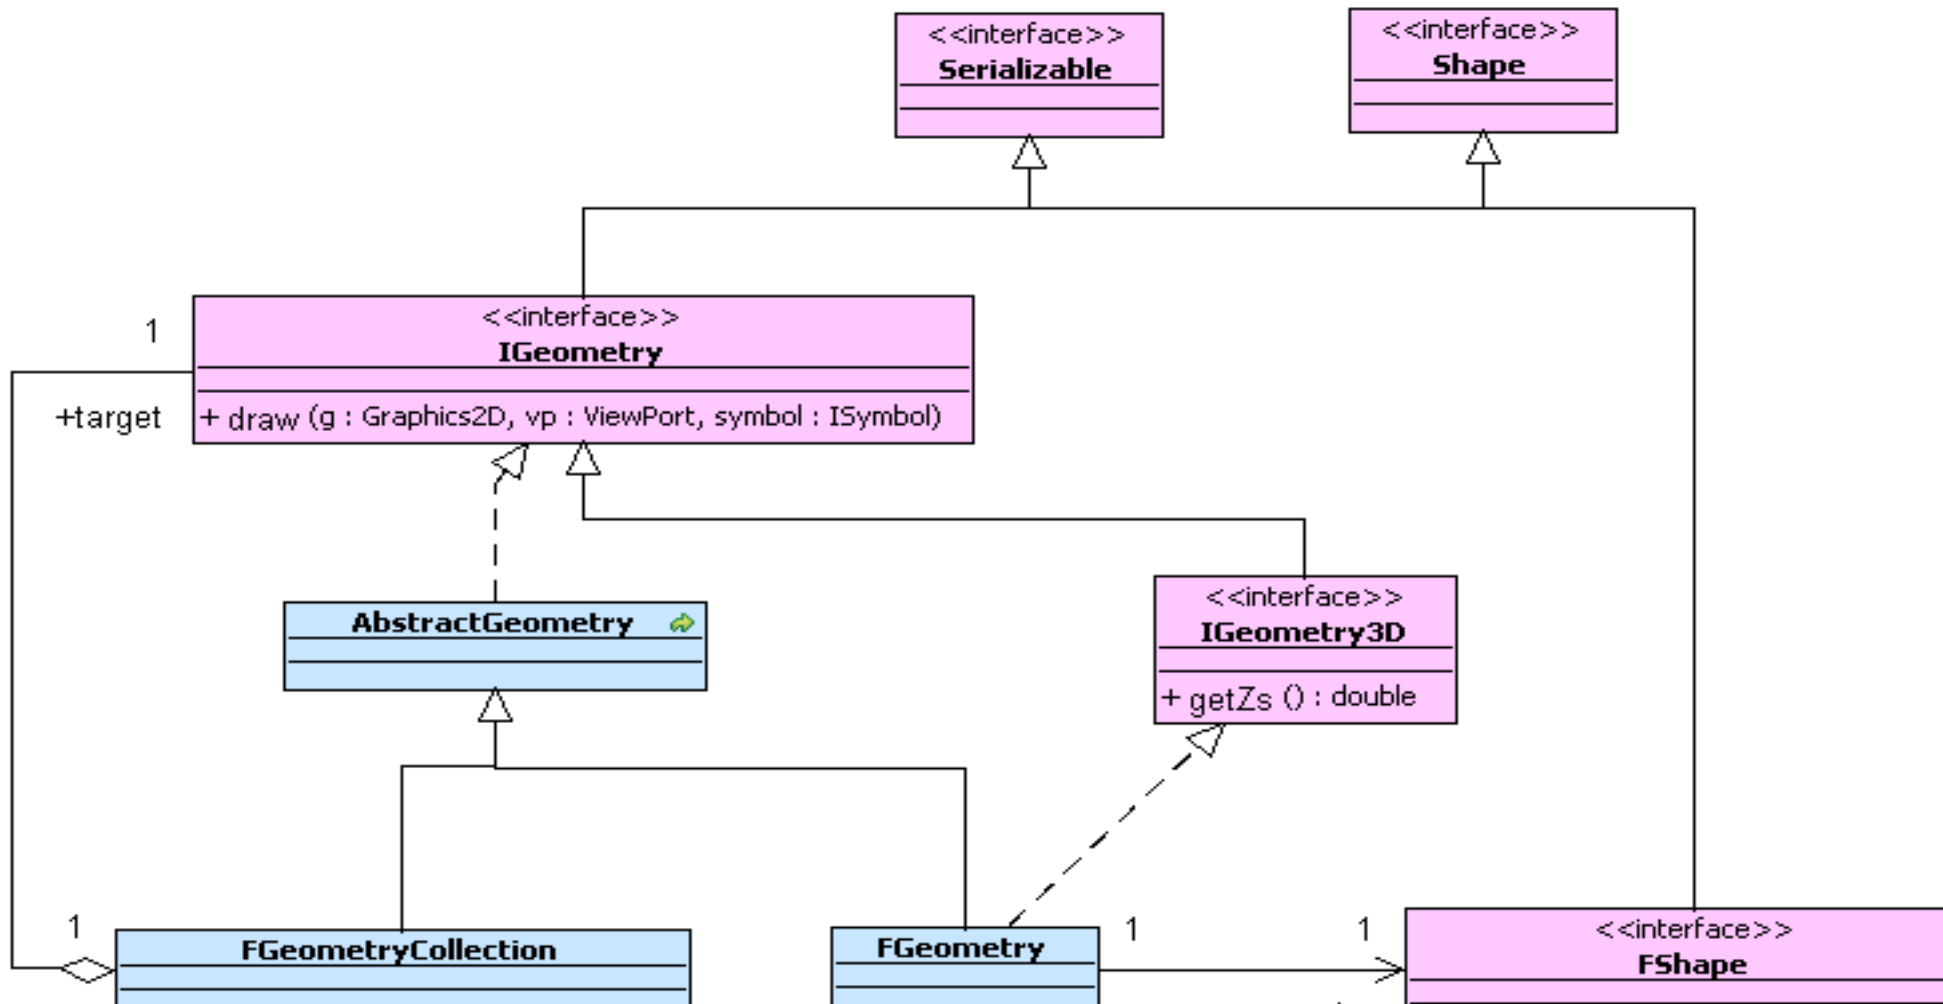 <<interface>>
Serializable
<<interface>>
Shape
<<interface>>
IGeometry
+ draw (g : Graphics2D, vp : ViewPort, symbol : ISymbol)
1
+target
AbstractGeometry
<<interface>>
IGeometry3D
+ getZs () : double
1
FGeometryCollection
FGeometry
1
1
<<interface>>
FShape